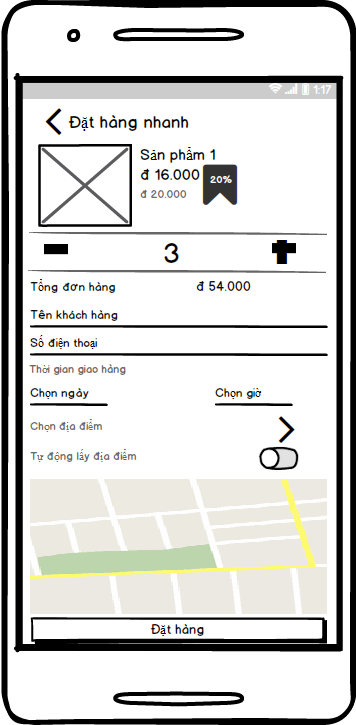 1:17
Đặt hàng nhanh
Sản phẩm 1
đ 16.000
20%
đ 20.000
3
Tổng đơn hàng đ 54.000
Tên khách hàng
Số điện thoại
Thời gian giao hàng
Chọn ngày Chọn giờ
Chọn địa điểm
Tự động lấy địa điểm
Đặt hàng